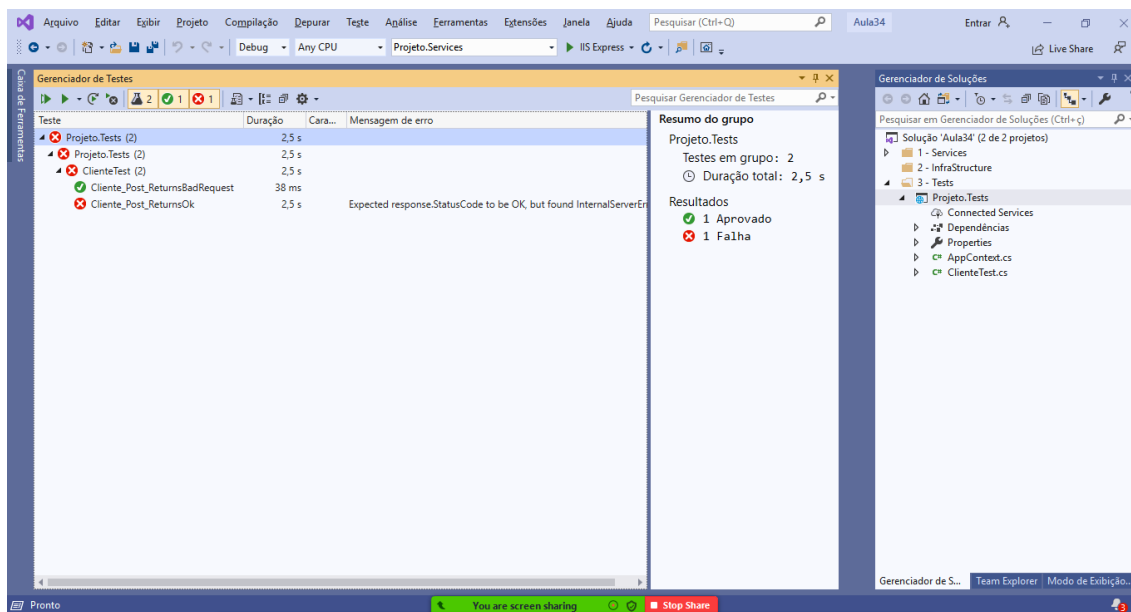 Arquivo Editar Exibir Projeto Compilação Depurar Teste Análise Ferramentas Extensões Janela Ajuda Pesquisar (Ctrl+Q) Aula34 Entrar
Debug Any CPU Projeto.Services IIS Express Live Share
Caixa de Ferramentas
Gerenciador de Testes
2 1 1 Pesquisar Gerenciador de Testes
Teste Duração Cara... Mensagem de erro
Projeto.Tests (2) 2,5 s
Projeto.Tests (2) 2,5 s
ClienteTest (2) 2,5 s
Cliente_Post_ReturnsBadRequest 38 ms
Cliente_Post_ReturnsOk 2,5 s Expected response.StatusCode to be OK, but found InternalServerEr
Resumo do grupo
Projeto.Tests
Testes em grupo: 2
Duração total: 2,5 s
Resultados
1 Aprovado
1 Falha
Gerenciador de Soluções
Pesquisar em Gerenciador de Soluções (Ctrl+ç)
Solução 'Aula34' (2 de 2 projetos)
1 - Services
2 - InfraStructure
3 - Tests
Projeto.Tests
Connected Services
Dependências
Properties
C# AppContext.cs
C# ClienteTest.cs
Gerenciador de S... Team Explorer Modo de Exibição...
Pronto
You are screen sharing Stop Share
3